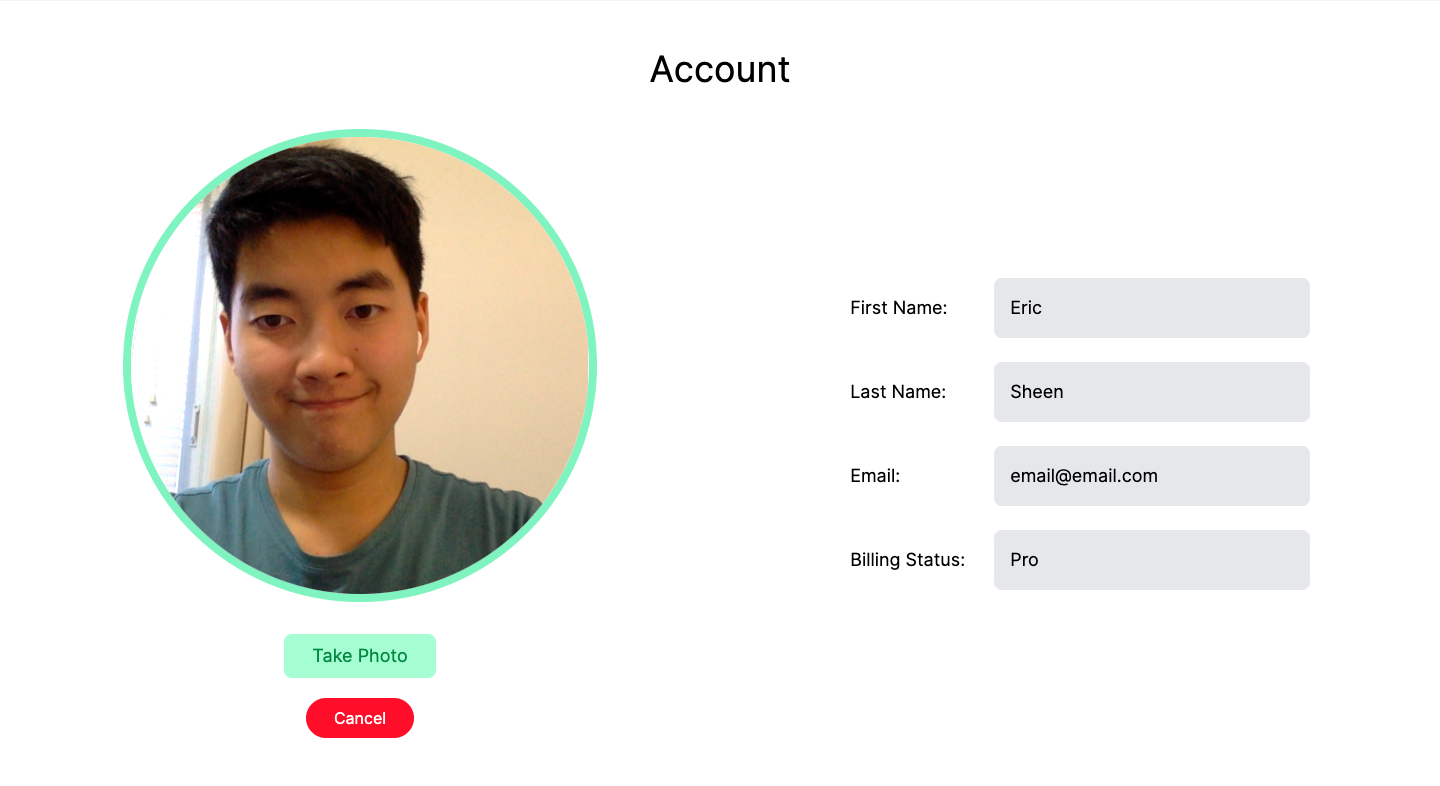 Account
First Name:
Eric
Last Name:
Sheen
Email:
email@email.com
Billing Status:
Pro
Take Photo
Cancel